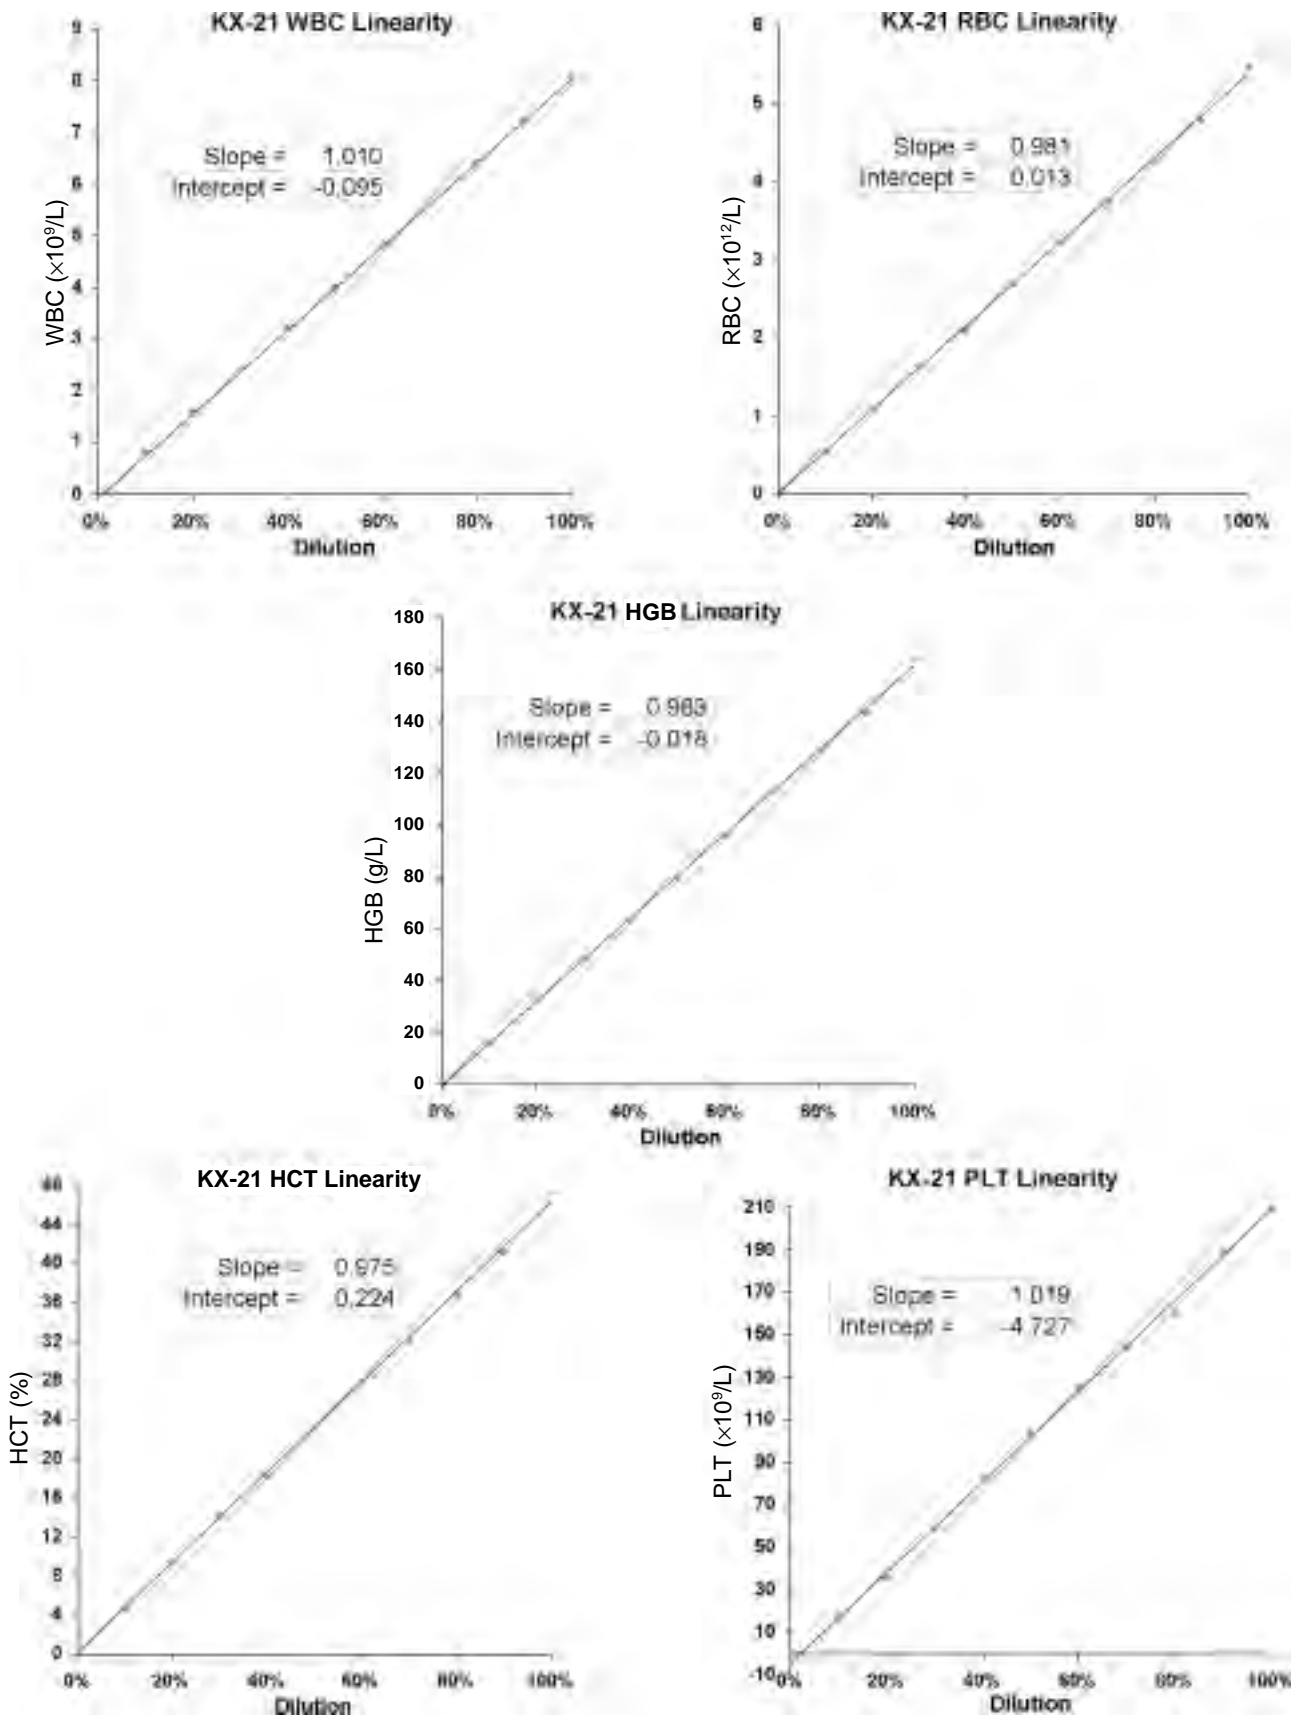 KX-21 WBC Linearity
9
8
7
6
5
4
3
2
1
0
WBC (×10⁹/L)
Slope = 1.010
Intercept = -0.095
0% 20% 40% 60% 80% 100%
Dilution
KX-21 RBC Linearity
6
5
4
3
2
1
0
RBC (×10¹²/L)
Slope = 0.981
Intercept = 0.013
0% 20% 40% 60% 80% 100%
Dilution
KX-21 HGB Linearity
180
160
140
120
100
80
60
40
20
0
HGB (g/L)
Slope =
Intercept = -0.018
0% 20% 40% 60% 80% 100%
Dilution
KX-21 HCT Linearity
48
44
40
36
32
28
24
20
16
12
8
4
0
HCT (%)
Slope = 0.975
Intercept = 0.224
0% 20% 40% 60% 80% 100%
Dilution
KX-21 PLT Linearity
210
190
170
150
130
110
90
70
50
30
10
-10
PLT (×10⁹/L)
Slope = 1.019
Intercept = -4.727
0% 20% 40% 60% 80% 100%
Dilution